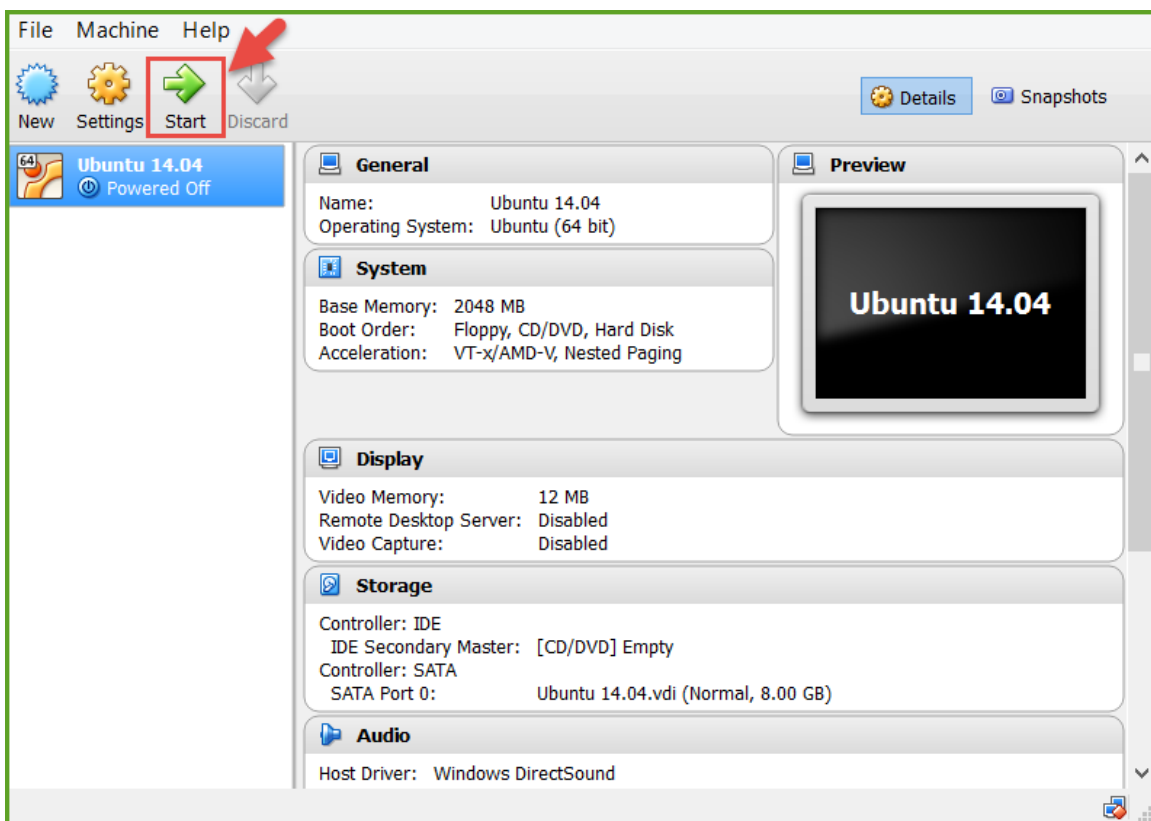 File Machine Help
New Settings Start Discard
Details Snapshots
64
Ubuntu 14.04
Powered Off
General
Name: Ubuntu 14.04
Operating System: Ubuntu (64 bit)
System
Base Memory: 2048 MB
Boot Order: Floppy, CD/DVD, Hard Disk
Acceleration: VT-x/AMD-V, Nested Paging
Preview
Ubuntu 14.04
Display
Video Memory: 12 MB
Remote Desktop Server: Disabled
Video Capture: Disabled
Storage
Controller: IDE
IDE Secondary Master: [CD/DVD] Empty
Controller: SATA
SATA Port 0: Ubuntu 14.04.vdi (Normal, 8.00 GB)
Audio
Host Driver: Windows DirectSound